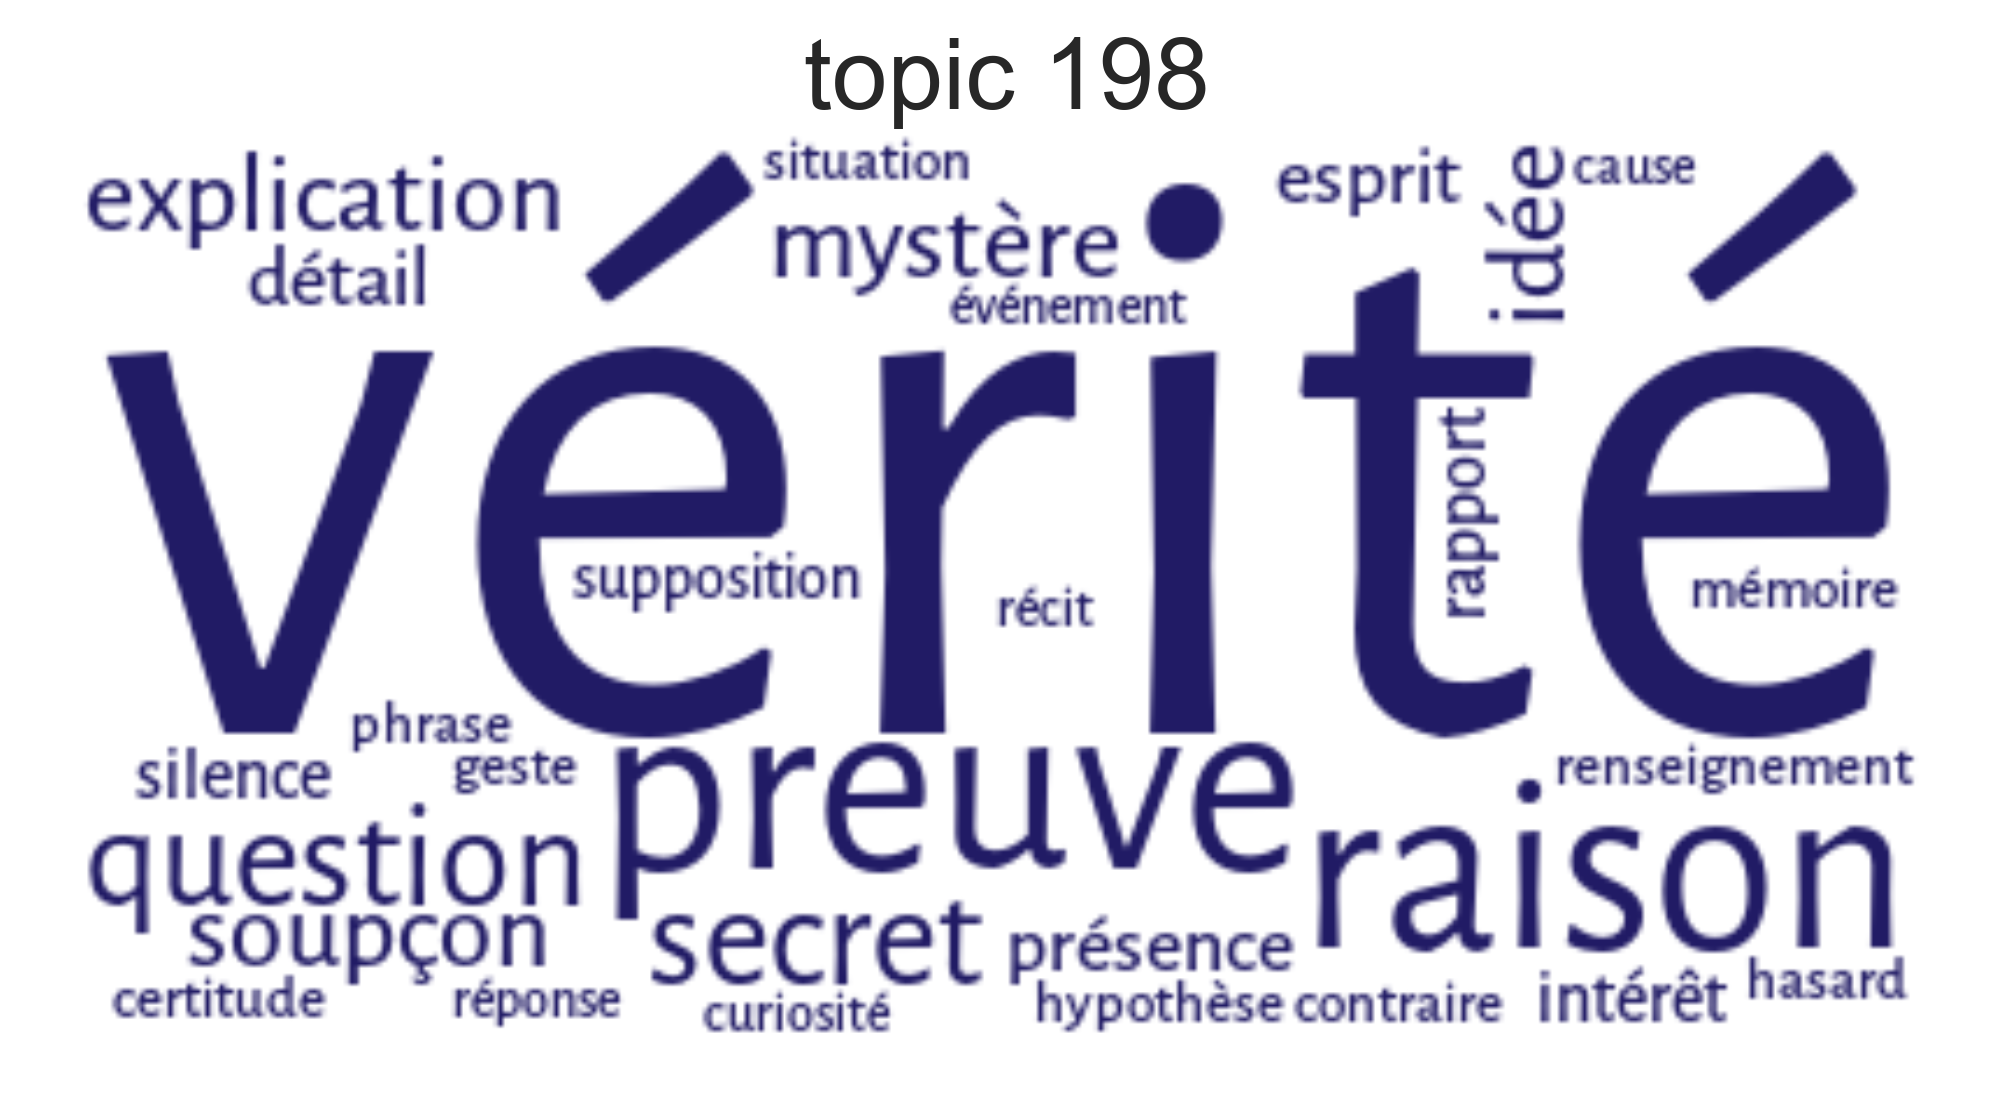 topic 198
explication
situation
esprit
idée
cause
détail
mystère
événement
vérité
supposition
récit
rapport
mémoire
phrase
silence
geste
preuve
renseignement
question
raison
soupçon
secret
présence
certitude
réponse
curiosité
hypothèse
contraire
intérêt
hasard